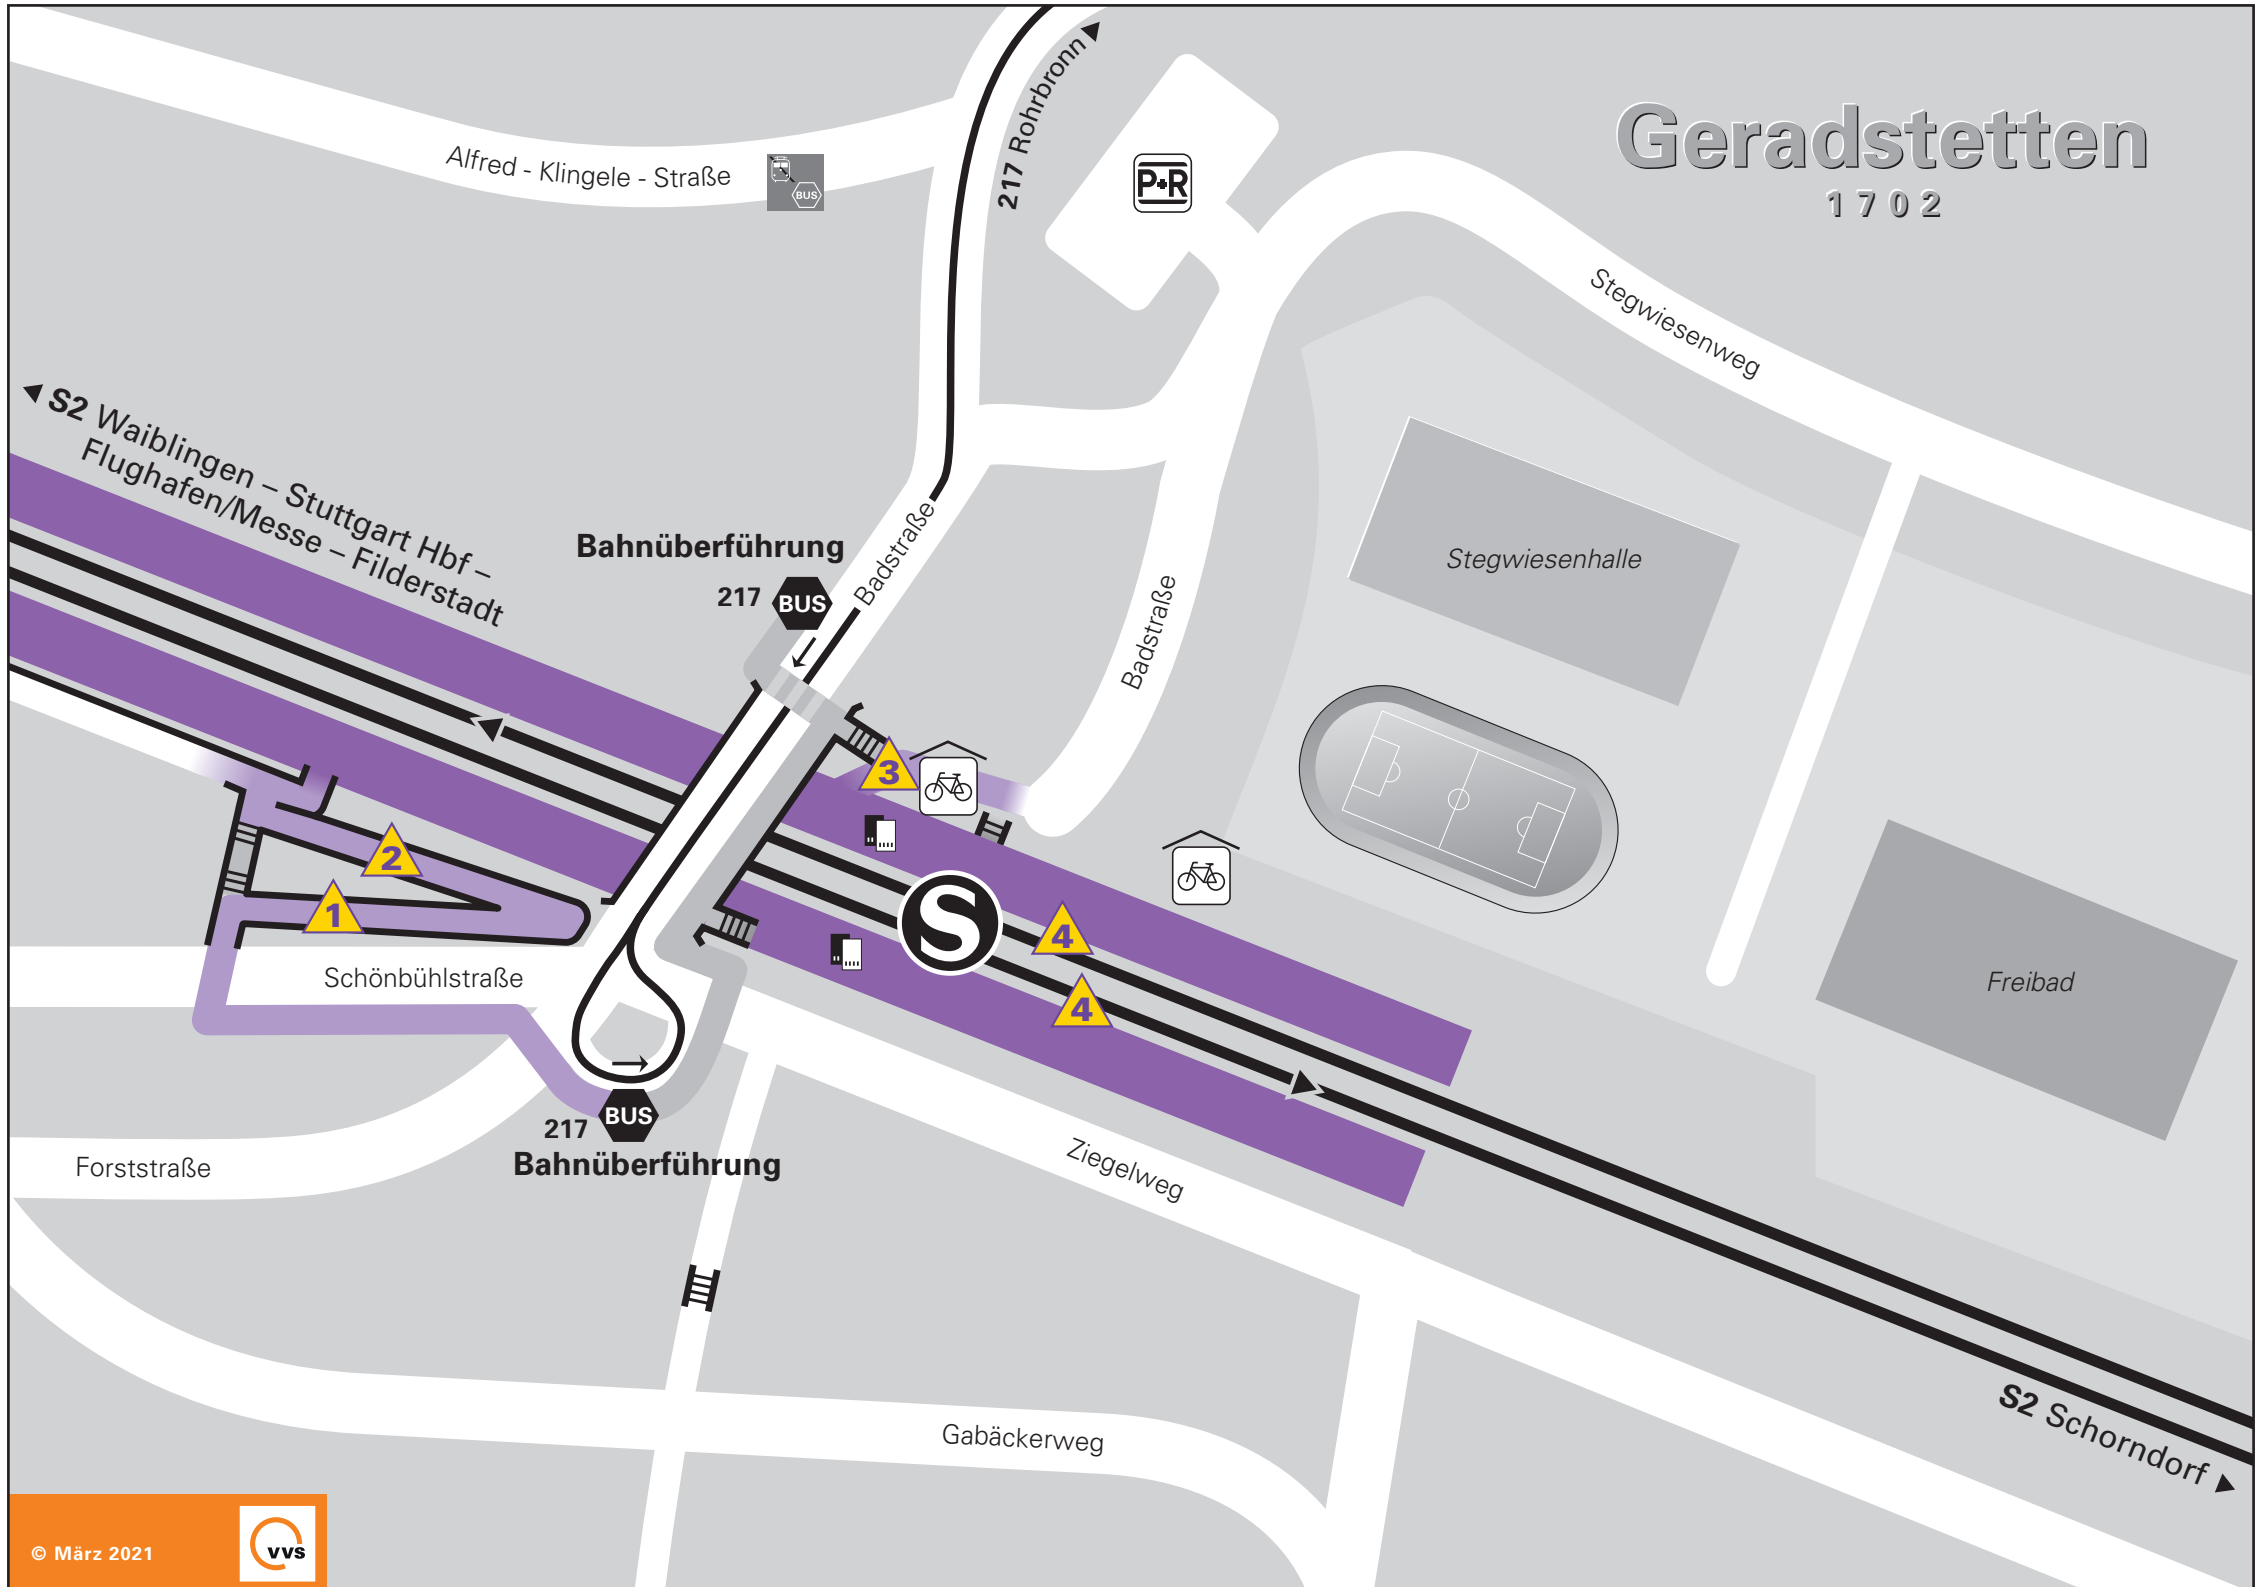 Geradstetten
1702
217 Rohrbronn
P+R
Alfred - Klingele - Straße
BUS
Stegwiesenweg
S2 Waiblingen – Stuttgart Hbf –
Flughafen/Messe – Filderstadt
Bahnüberführung
217 BUS
Badstraße
Badstraße
Stegwiesenhalle
3
2
1
S
4
4
Freibad
Schönbühlstraße
217 BUS
Bahnüberführung
Forststraße
Ziegelweg
Gabäckerweg
S2 Schorndorf
© März 2021
vvs